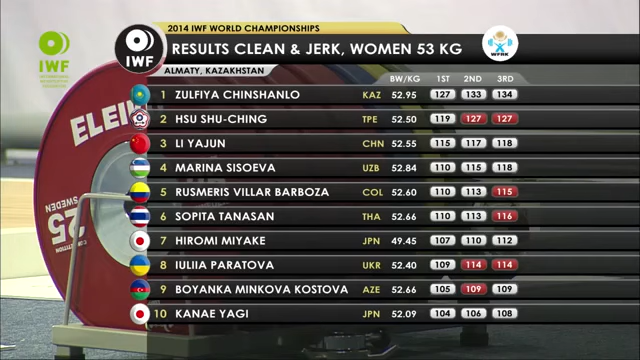 2014 IWF WORLD CHAMPIONSHIPS
IWF
IWF
RESULTS CLEAN & JERK, WOMEN 53 KG
WFRK
ALMATY, KAZAKHSTAN
BW/KG 1ST 2ND 3RD
1 ZULFIYA CHINSHANLO KAZ 52.95 127 133 134
2 HSU SHU-CHING TPE 52.50 119 127 127
3 LI YAJUN CHN 52.55 115 117 118
4 MARINA SISOEVA UZB 52.84 110 115 118
5 RUSMERIS VILLAR BARBOZA COL 52.60 110 113 115
6 SOPITA TANASAN THA 52.66 110 113 116
7 HIROMI MIYAKE JPN 49.45 107 110 112
8 IULIIA PARATOVA UKR 52.40 109 114 114
9 BOYANKA MINKOVA KOSTOVA AZE 52.66 105 109 109
10 KANAE YAGI JPN 52.09 104 106 108
ELEIK
25
COMPETITION
SWEDEN